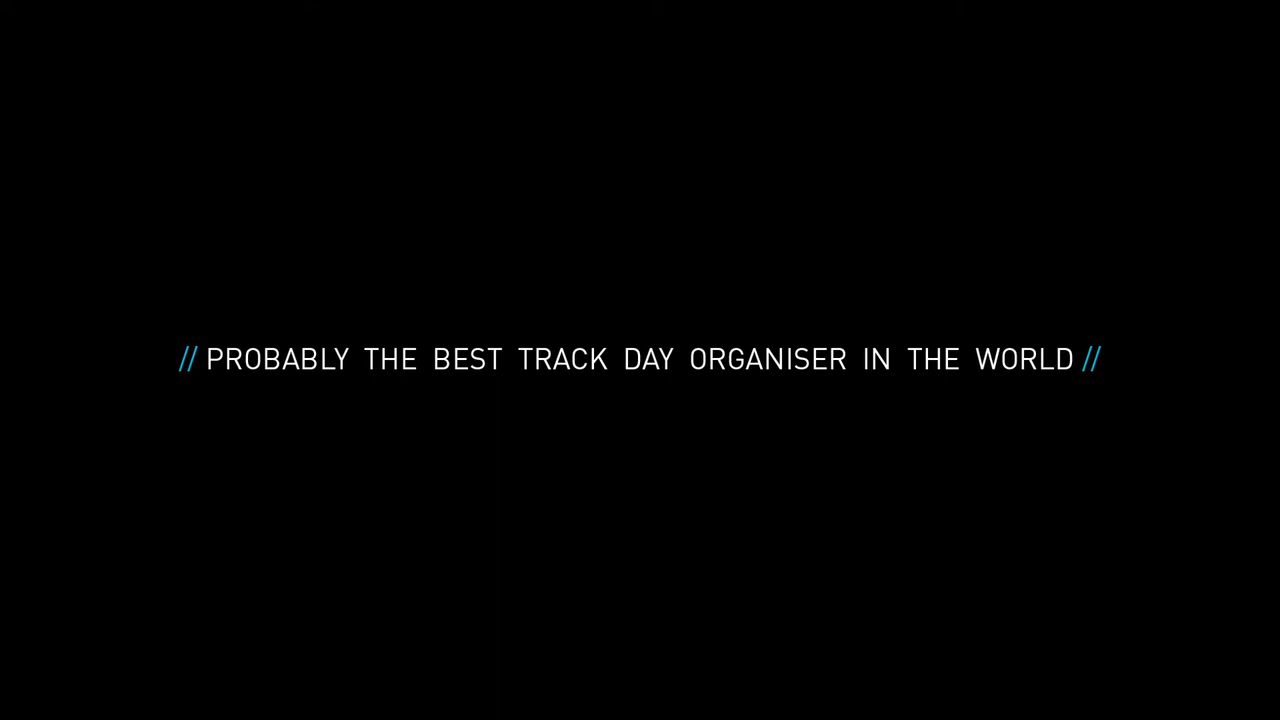 // PROBABLY THE BEST TRACK DAY ORGANISER IN THE WORLD //